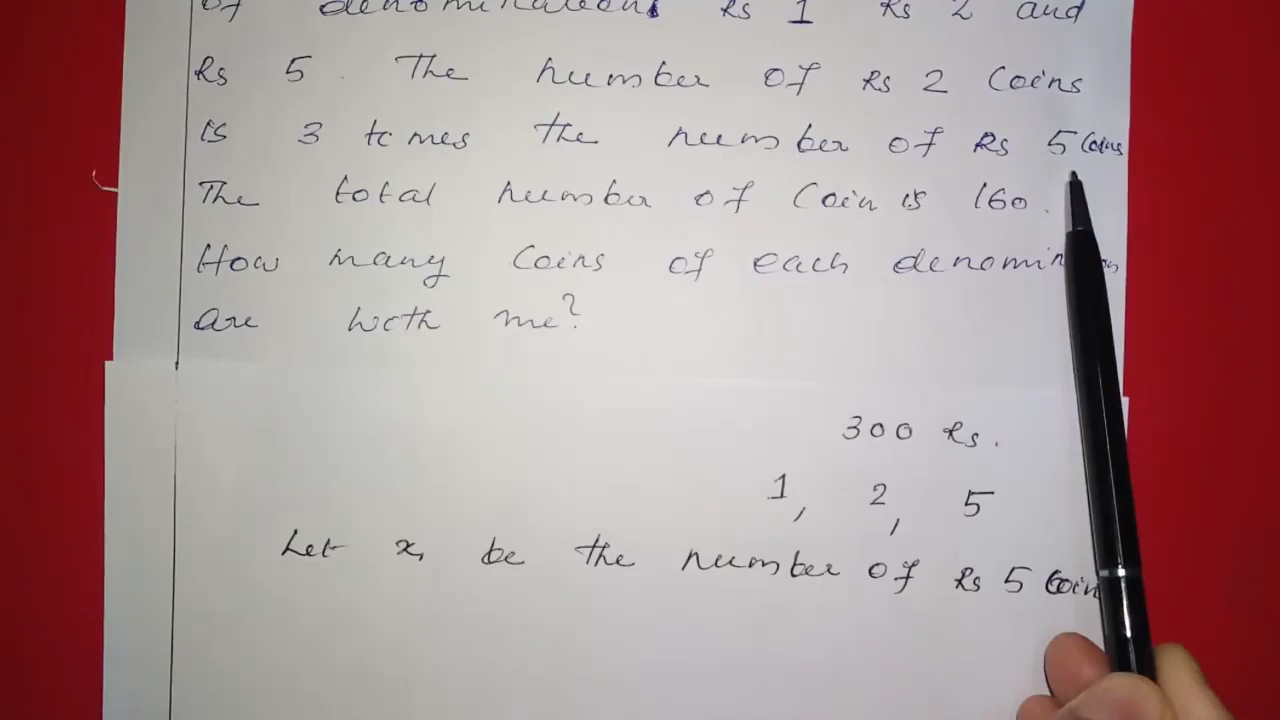 of denominations Rs 1 Rs 2 and
Rs 5. The number of Rs 2 Coins
is 3 times the number of Rs 5 Coins
The total number of Coin is 160.
How many Coins of each
are with me?
300 Rs.
1, 2, 5
Let x, be the number of Rs 5 Coin